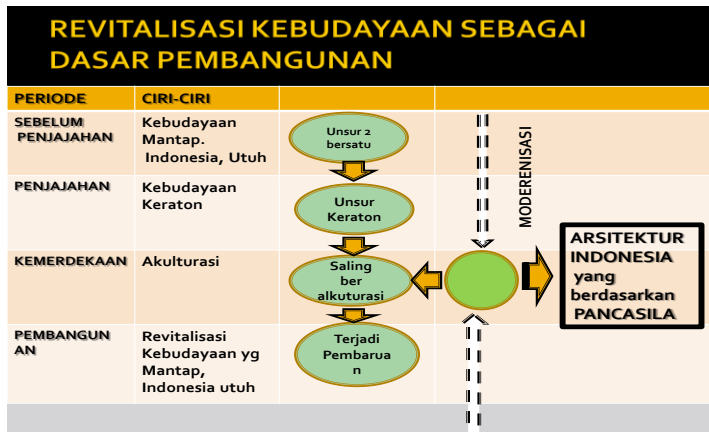 REVITALISASI KEBUDAYAAN SEBAGAI
DASAR PEMBANGUNAN
PERIODE
CIRI-CIRI
SEBELUM
PENJAJAHAN
Kebudayaan
Mantap.
Indonesia, Utuh
Unsur 2
bersatu
MODERENISASI
PENJAJAHAN
Kebudayaan
Keraton
Unsur
Keraton
KEMERDEKAAN
Akulturasi
Saling
ber
alkuturasi
ARSITEKTUR
INDONESIA
yang
berdasarkan
PANCASILA
PEMBANGUN
AN
Revitalisasi
Kebudayaan yg
Mantap,
Indonesia utuh
Terjadi
Pembarua
n